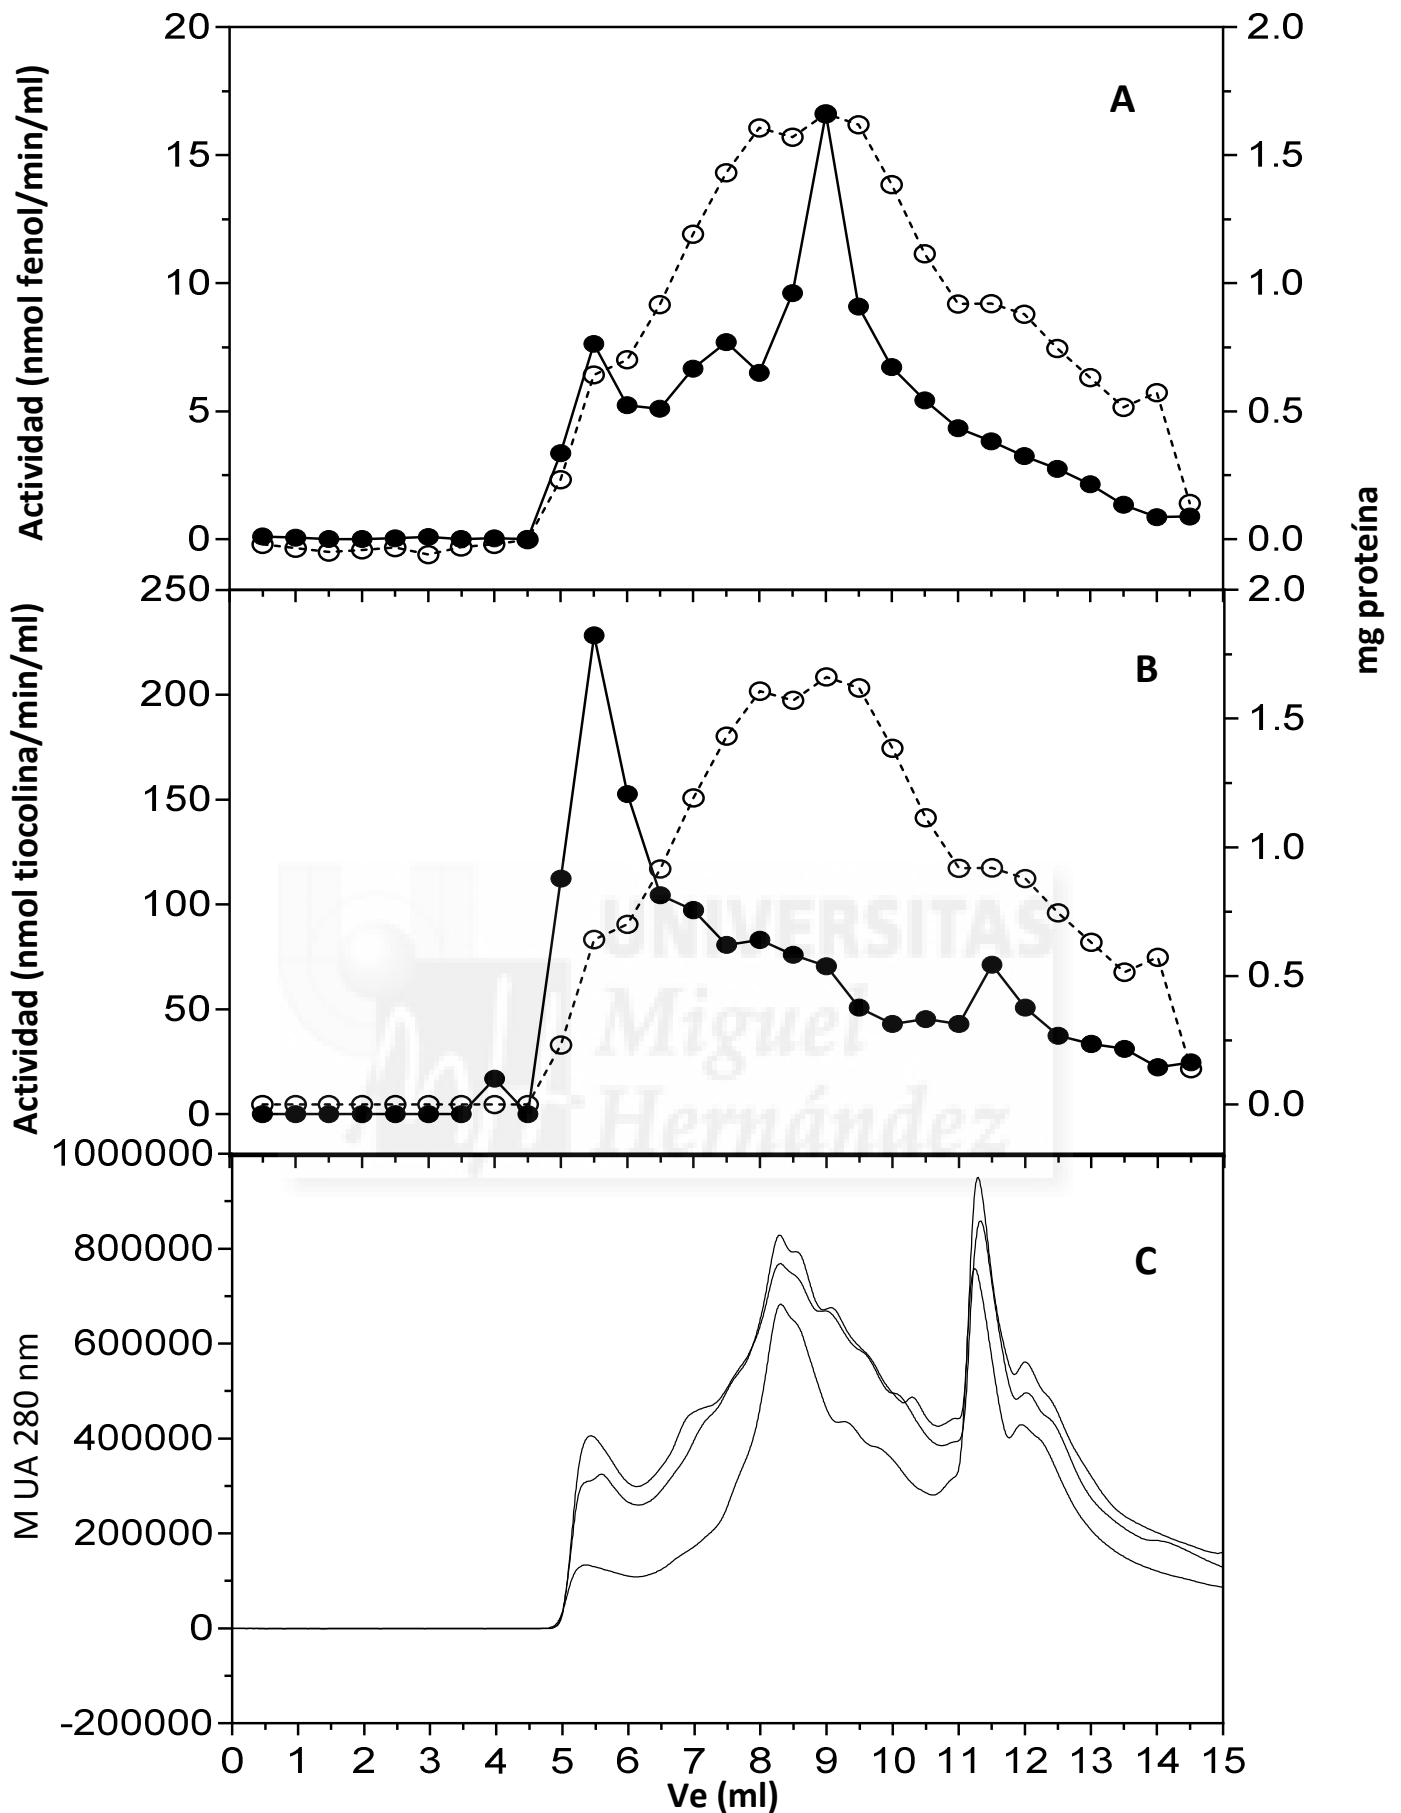 20
15
10
5
0
2.0
1.5
1.0
0.5
0.0
Actividad (nmol fenol/min/ml)
A
250
200
150
100
50
0
2.0
1.5
1.0
0.5
0.0
Actividad (nmol tiocolina/min/ml)
mg proteína
B
UNIVERSITAS
Miguel
Hernández
1000000
800000
600000
400000
200000
0
-200000
M UA 280 nm
C
0 1 2 3 4 5 6 7 8 9 10 11 12 13 14 15
Ve (ml)